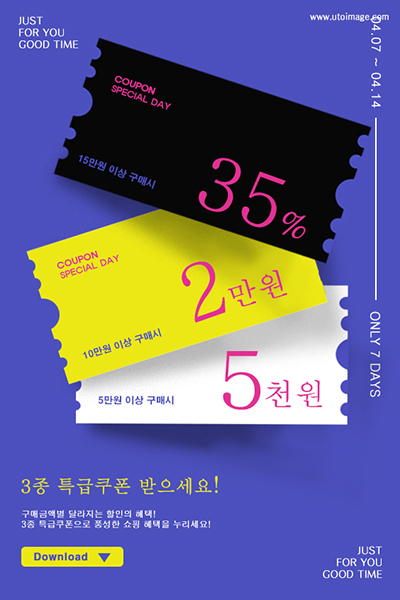 JUST
FOR YOU
GOOD TIME
www.utoimage.com
04.07 ~ 04.14
ONLY 7 DAYS
COUPON
SPECIAL DAY
15만원 이상 구매시
35%
COUPON
SPECIAL DAY
10만원 이상 구매시
2만원
5만원 이상 구매시
5천원
3종 특급쿠폰 받으세요!
구매금액별 달라지는 할인의 혜택!
3종 특급쿠폰으로 풍성한 쇼핑 혜택을 누리세요!
Download
JUST
FOR YOU
GOOD TIME